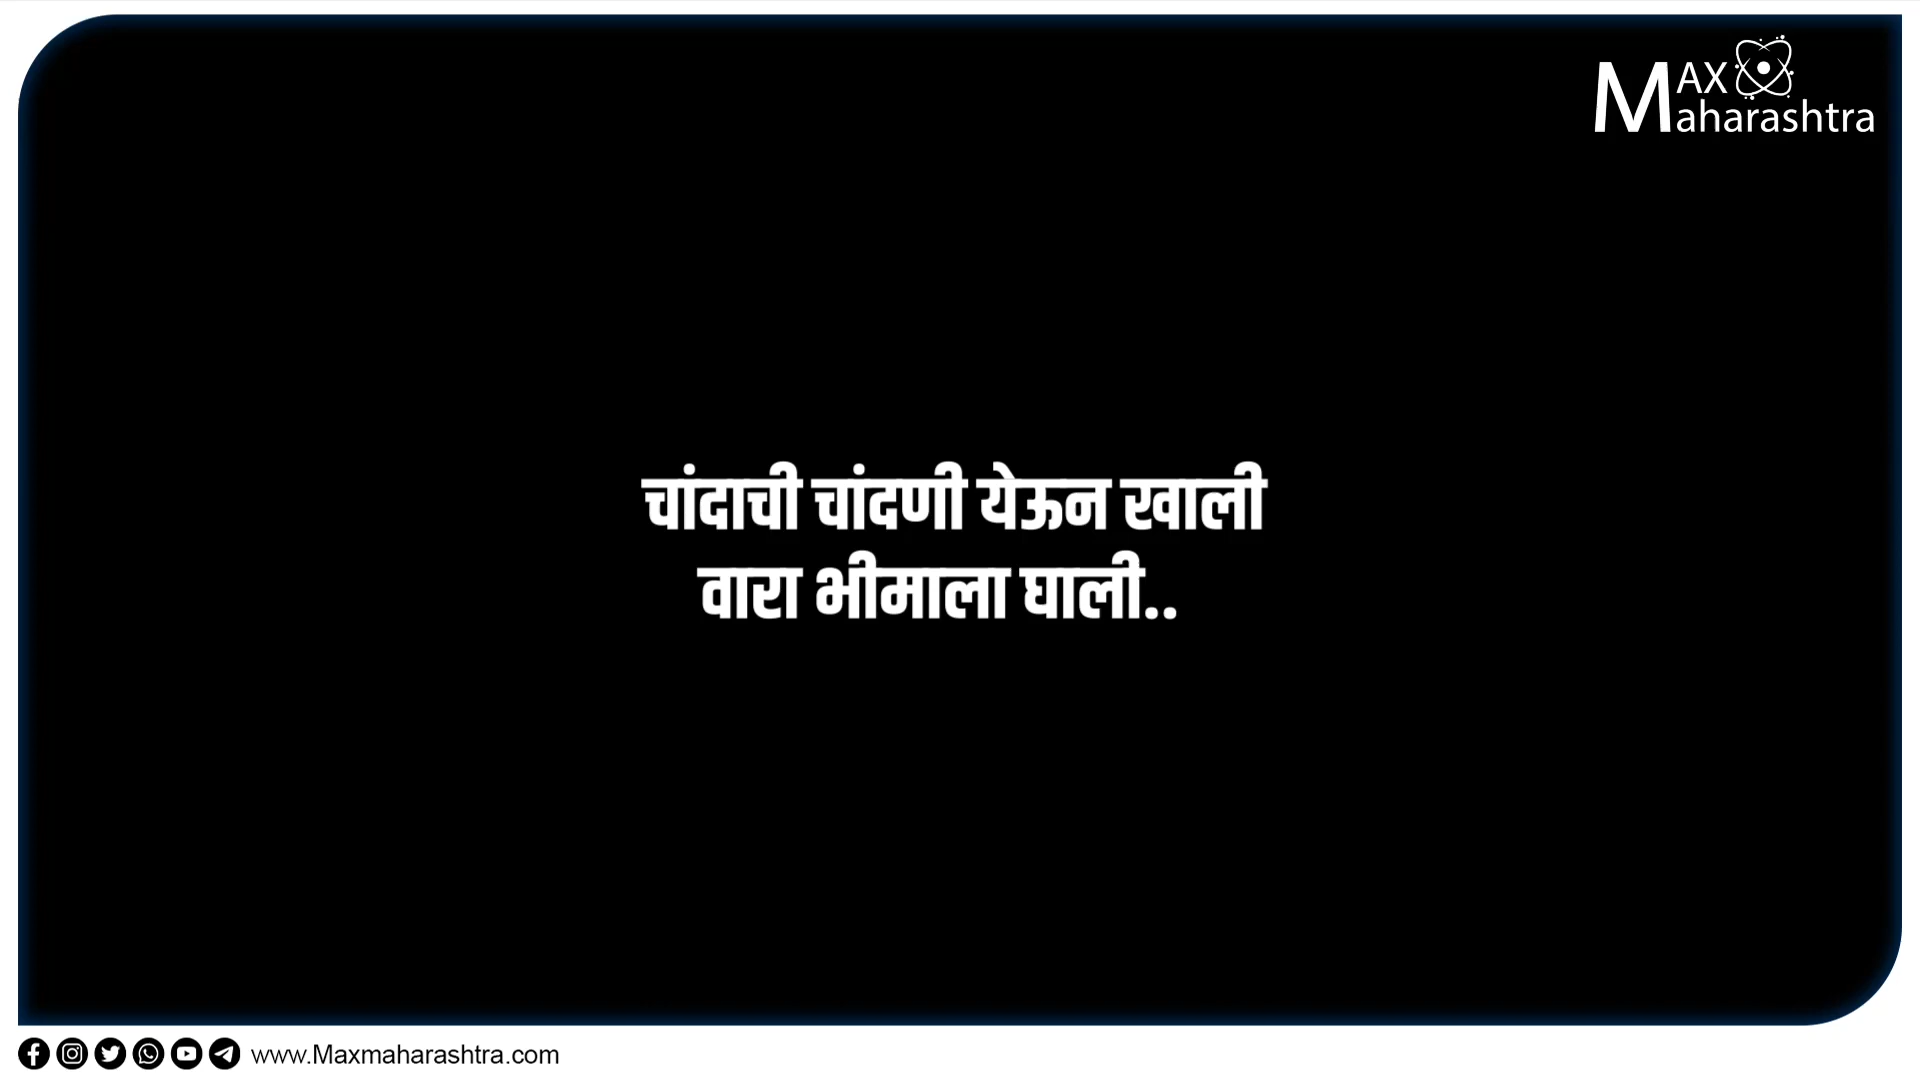 MAX
Maharashtra
चांदाची चांदणी येऊन खाली
वारा भीमाला घाली..
www.Maxmaharashtra.com